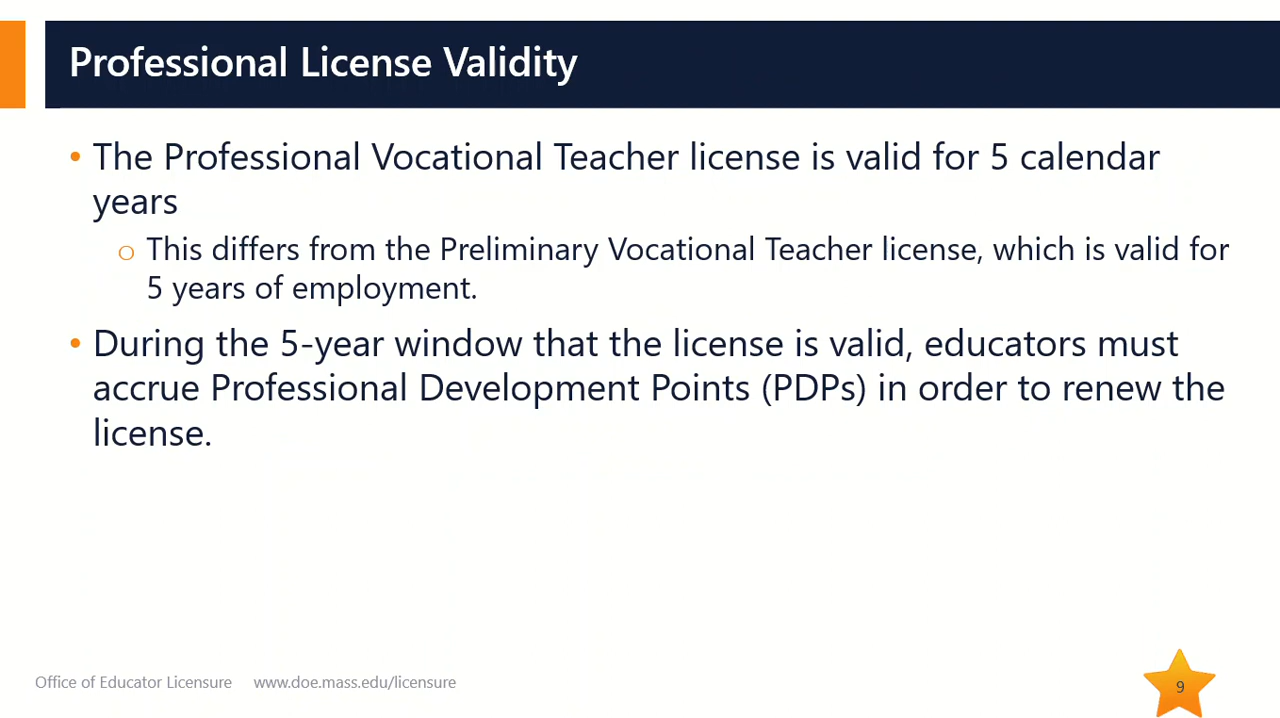 Professional License Validity
• The Professional Vocational Teacher license is valid for 5 calendar
years
o This differs from the Preliminary Vocational Teacher license, which is valid for
5 years of employment.
• During the 5-year window that the license is valid, educators must
accrue Professional Development Points (PDPs) in order to renew the
license.
Office of Educator Licensure www.doe.mass.edu/licensure
9